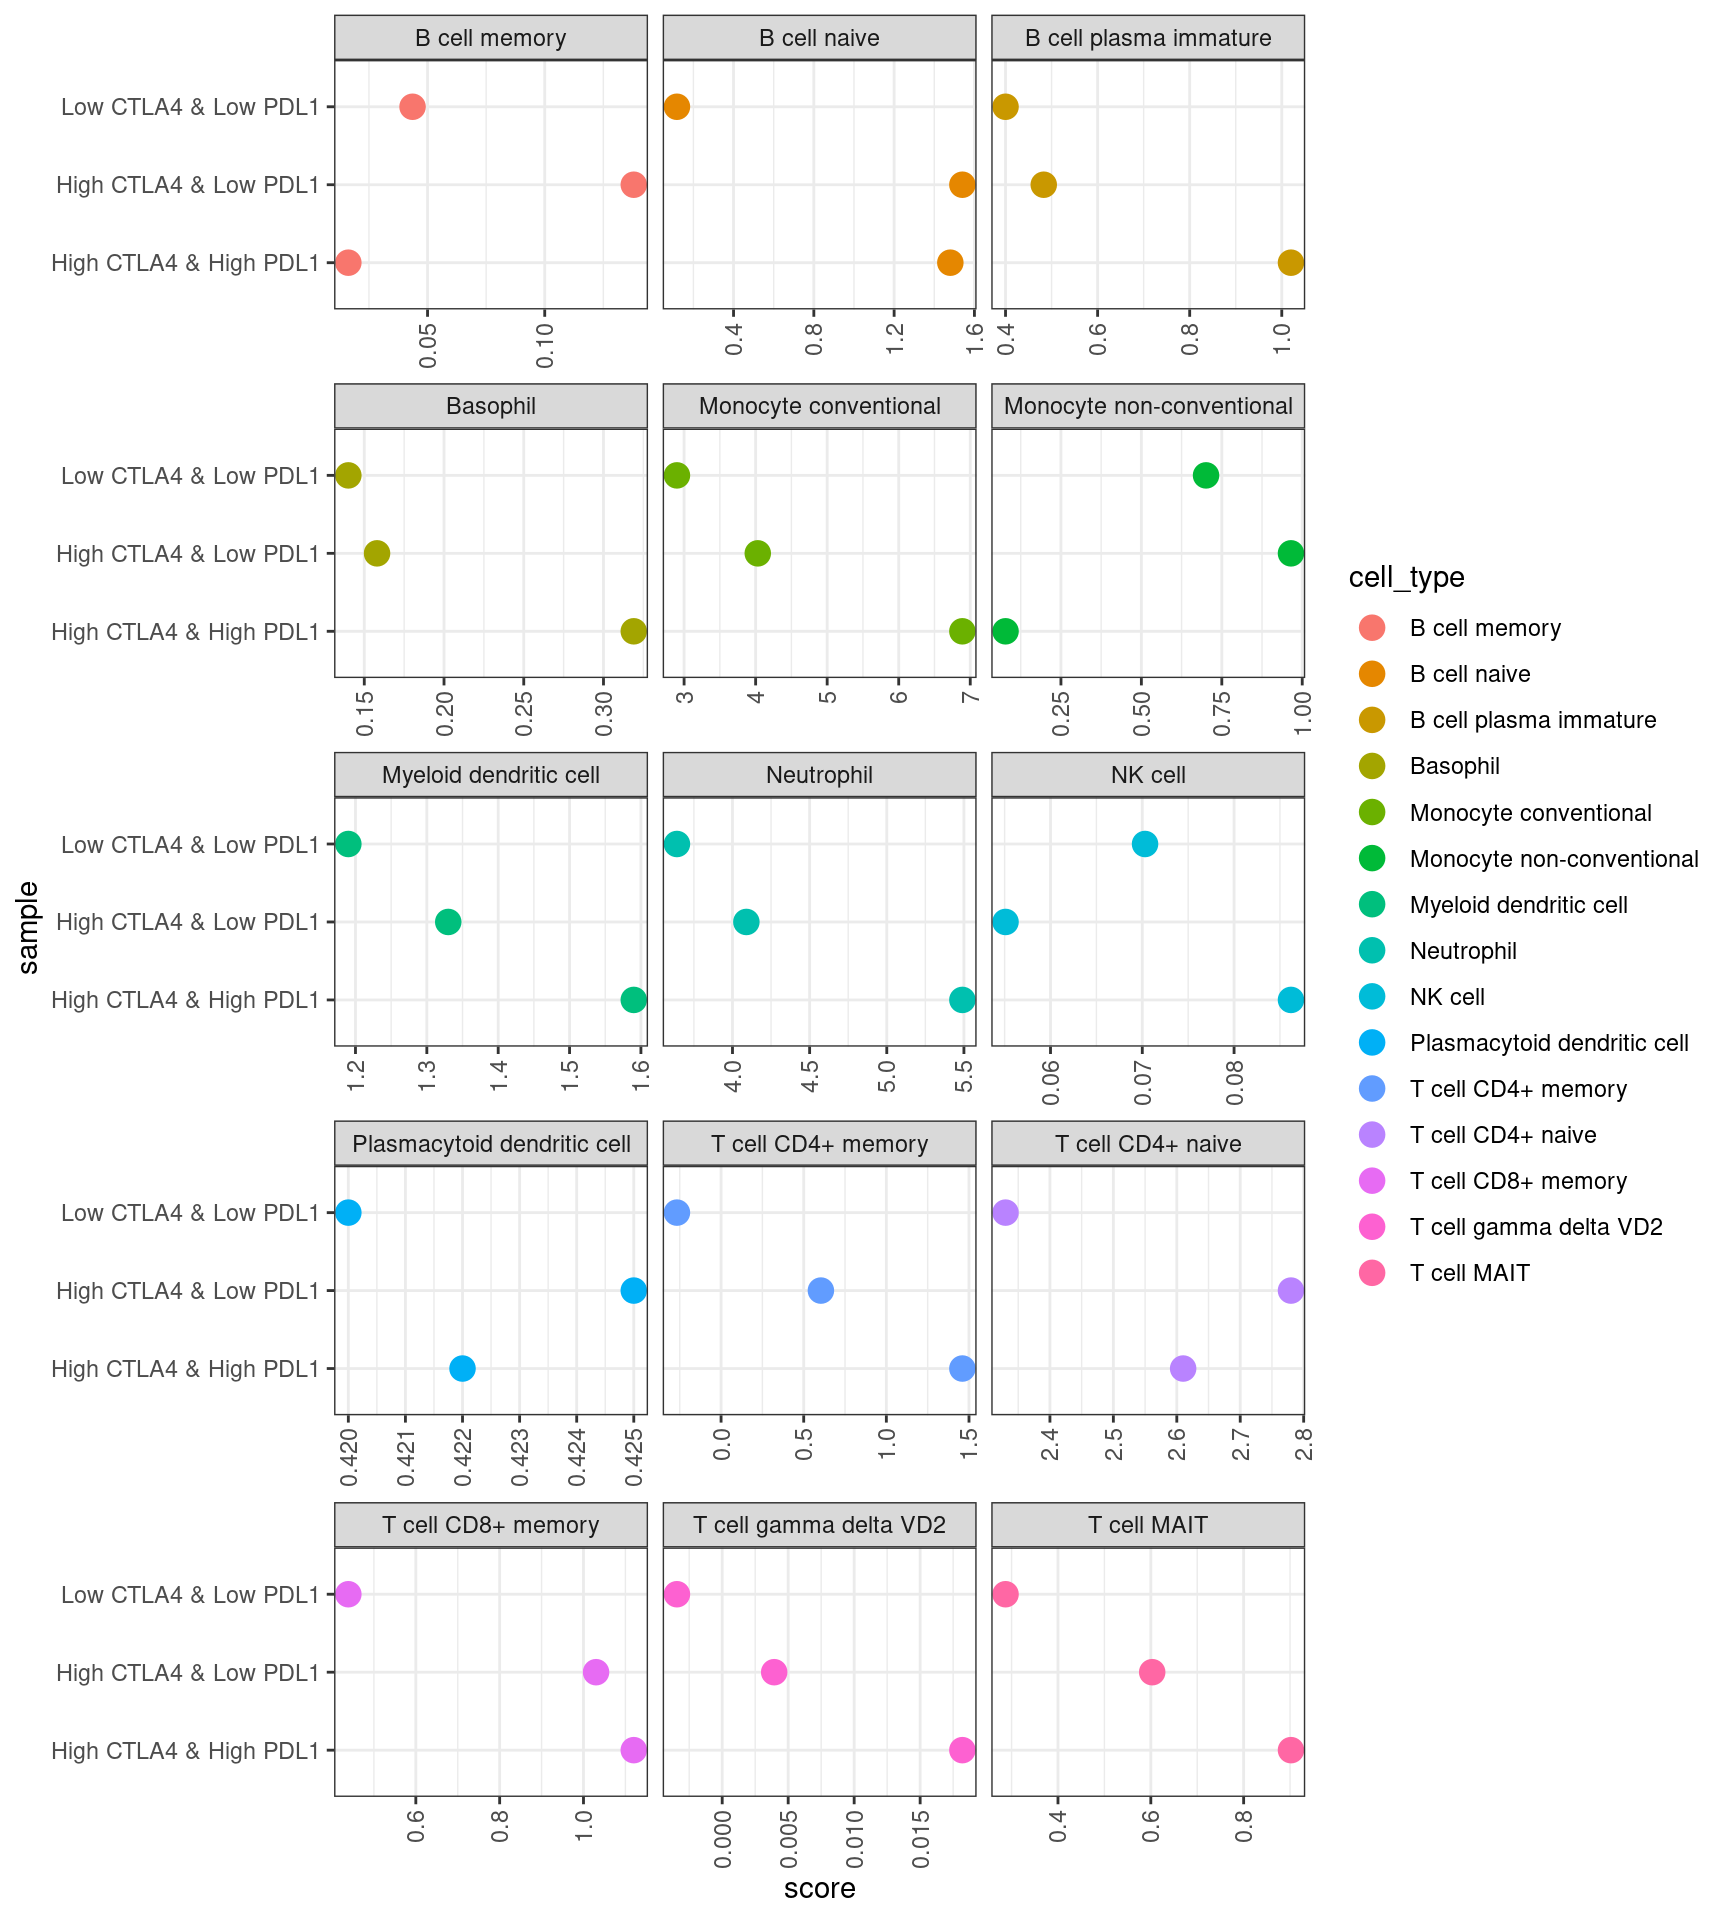 B cell memory
B cell naive
B cell plasma immature
Low CTLA4 & Low PDL1
High CTLA4 & Low PDL1
High CTLA4 & High PDL1
0.05
0.10
0.4
0.8
1.2
1.6
0.4
0.6
0.8
1.0
Basophil
Monocyte conventional
Monocyte non-conventional
Low CTLA4 & Low PDL1
High CTLA4 & Low PDL1
High CTLA4 & High PDL1
0.15
0.20
0.25
0.30
3
4
5
6
7
0.25
0.50
0.75
1.00
Myeloid dendritic cell
Neutrophil
NK cell
Low CTLA4 & Low PDL1
High CTLA4 & Low PDL1
High CTLA4 & High PDL1
1.2
1.3
1.4
1.5
1.6
4.0
4.5
5.0
5.5
0.06
0.07
0.08
Plasmacytoid dendritic cell
T cell CD4+ memory
T cell CD4+ naive
Low CTLA4 & Low PDL1
High CTLA4 & Low PDL1
High CTLA4 & High PDL1
0.420
0.421
0.422
0.423
0.424
0.425
0.0
0.5
1.0
1.5
2.4
2.5
2.6
2.7
2.8
T cell CD8+ memory
T cell gamma delta VD2
T cell MAIT
Low CTLA4 & Low PDL1
High CTLA4 & Low PDL1
High CTLA4 & High PDL1
0.6
0.8
1.0
0.000
0.005
0.010
0.015
0.4
0.6
0.8
score
sample
cell_type
B cell memory
B cell naive
B cell plasma immature
Basophil
Monocyte conventional
Monocyte non-conventional
Myeloid dendritic cell
Neutrophil
NK cell
Plasmacytoid dendritic cell
T cell CD4+ memory
T cell CD4+ naive
T cell CD8+ memory
T cell gamma delta VD2
T cell MAIT